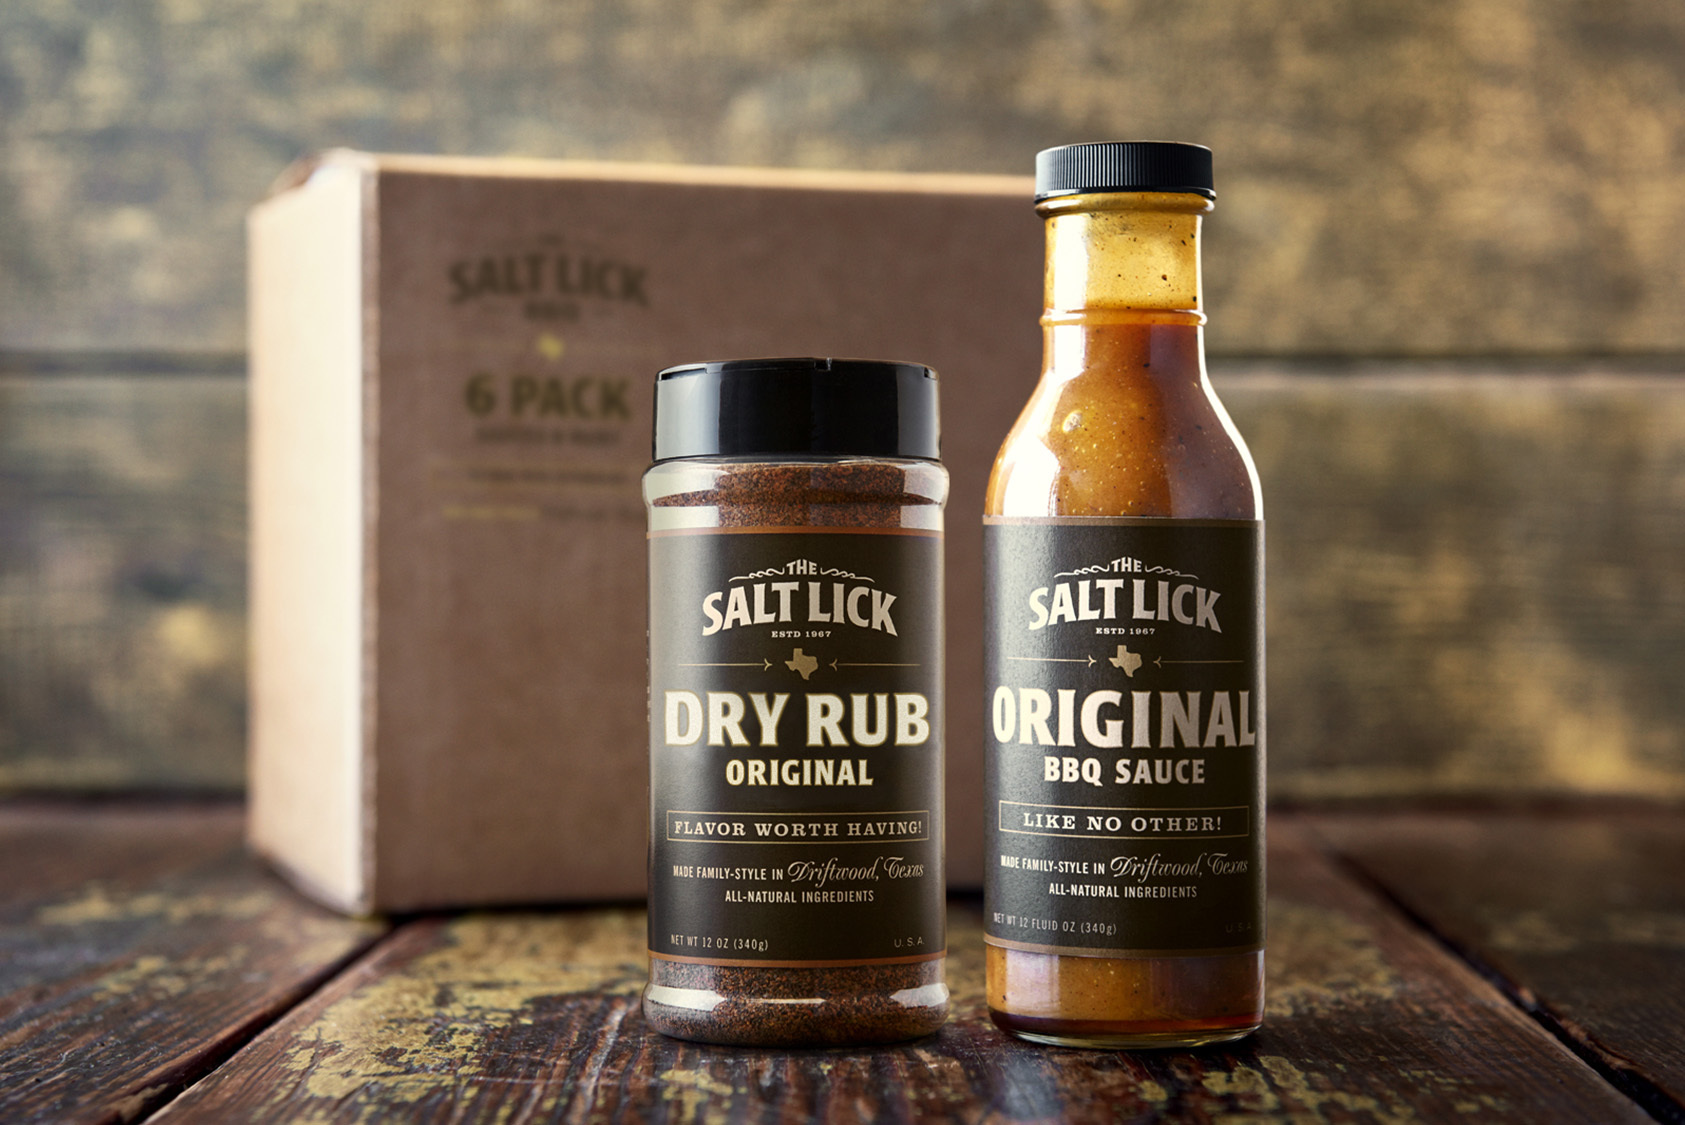 SALT LICK
6 PACK
THE
SALT LICK
ESTD 1967
DRY RUB
ORIGINAL
FLAVOR WORTH HAVING!
MADE FAMILY-STYLE IN Driftwood, Texas
ALL-NATURAL INGREDIENTS
NET WT 12 OZ (340g)
U.S.A.
THE
SALT LICK
ESTD 1967
ORIGINAL
BBQ SAUCE
LIKE NO OTHER!
MADE FAMILY-STYLE IN Driftwood, Texas
ALL-NATURAL INGREDIENTS
NET WT 12 FLUID OZ (340g)
U.S.A.